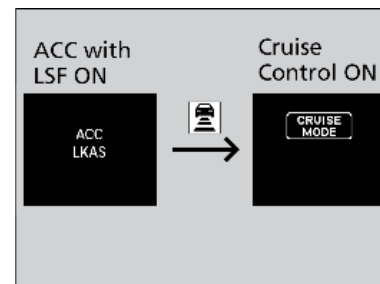 ACC with
LSF ON
ACC
LKAS
Cruise
Control ON
CRUISE
MODE